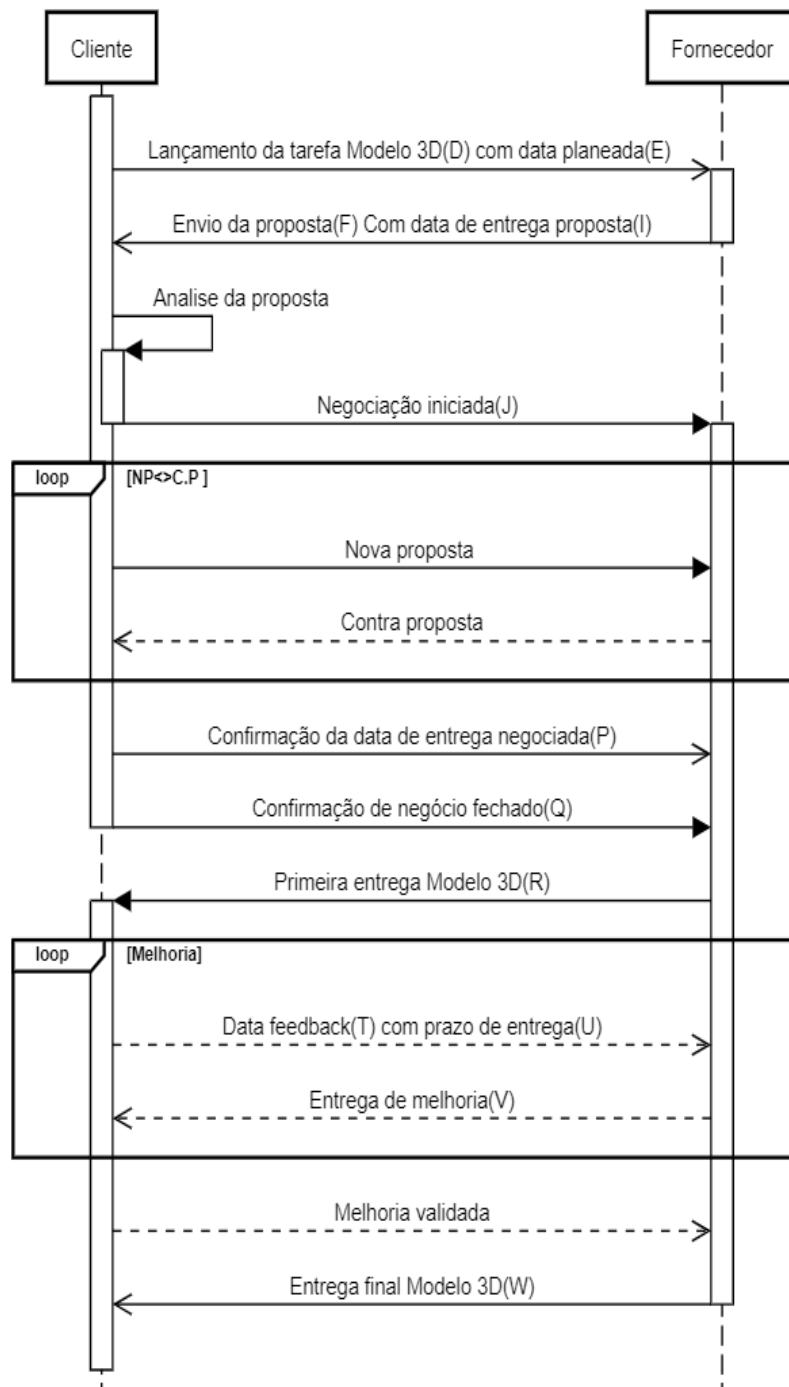 Cliente
Fornecedor
Lançamento da tarefa Modelo 3D(D) com data planeada(E)
Envio da proposta(F) Com data de entrega proposta(I)
Analise da proposta
Negociação iniciada(J)
loop
[NP<>C.P ]
Nova proposta
Contra proposta
Confirmação da data de entrega negociada(P)
Confirmação de negócio fechado(Q)
Primeira entrega Modelo 3D(R)
loop
[Melhoria]
Data feedback(T) com prazo de entrega(U)
Entrega de melhoria(V)
Melhoria validada
Entrega final Modelo 3D(W)